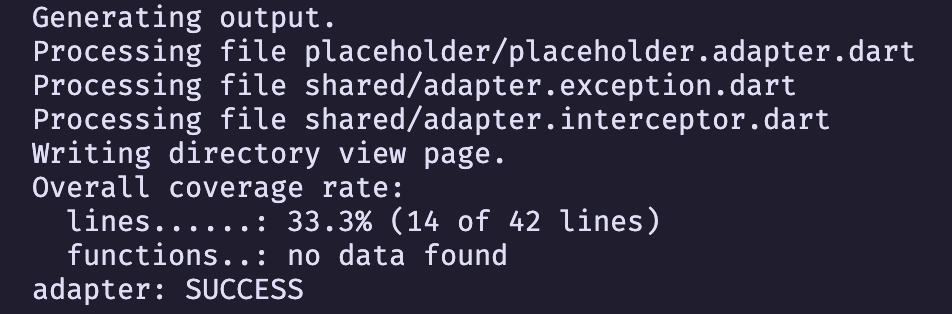 Generating output.
Processing file placeholder/placeholder.adapter.dart
Processing file shared/adapter.exception.dart
Processing file shared/adapter.interceptor.dart
Writing directory view page.
Overall coverage rate:
  lines......: 33.3% (14 of 42 lines)
  functions..: no data found
adapter: SUCCESS